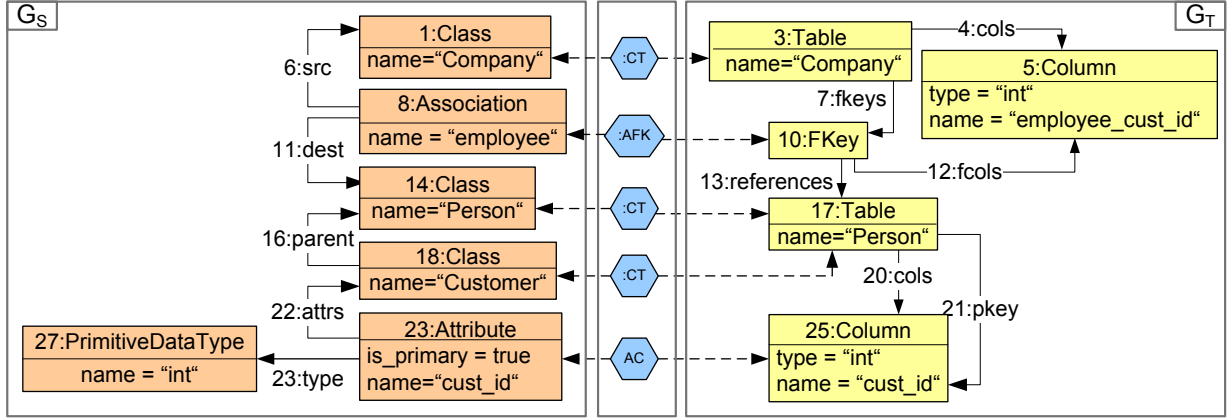 G_S
G_T
1:Class
name=“Company“
6:src
8:Association
name = “employee“
11:dest
14:Class
name=“Person“
16:parent
18:Class
name=“Customer“
22:attrs
23:Attribute
is_primary = true
name=“cust_id“
27:PrimitiveDataType
name = “int“
23:type
:CT
:AFK
:CT
:CT
AC
3:Table
name=“Company“
4:cols
5:Column
type = “int“
name = “employee_cust_id“
7:fkeys
10:FKey
12:fcols
13:references
17:Table
name=“Person“
20:cols
21:pkey
25:Column
type = “int“
name = “cust_id“